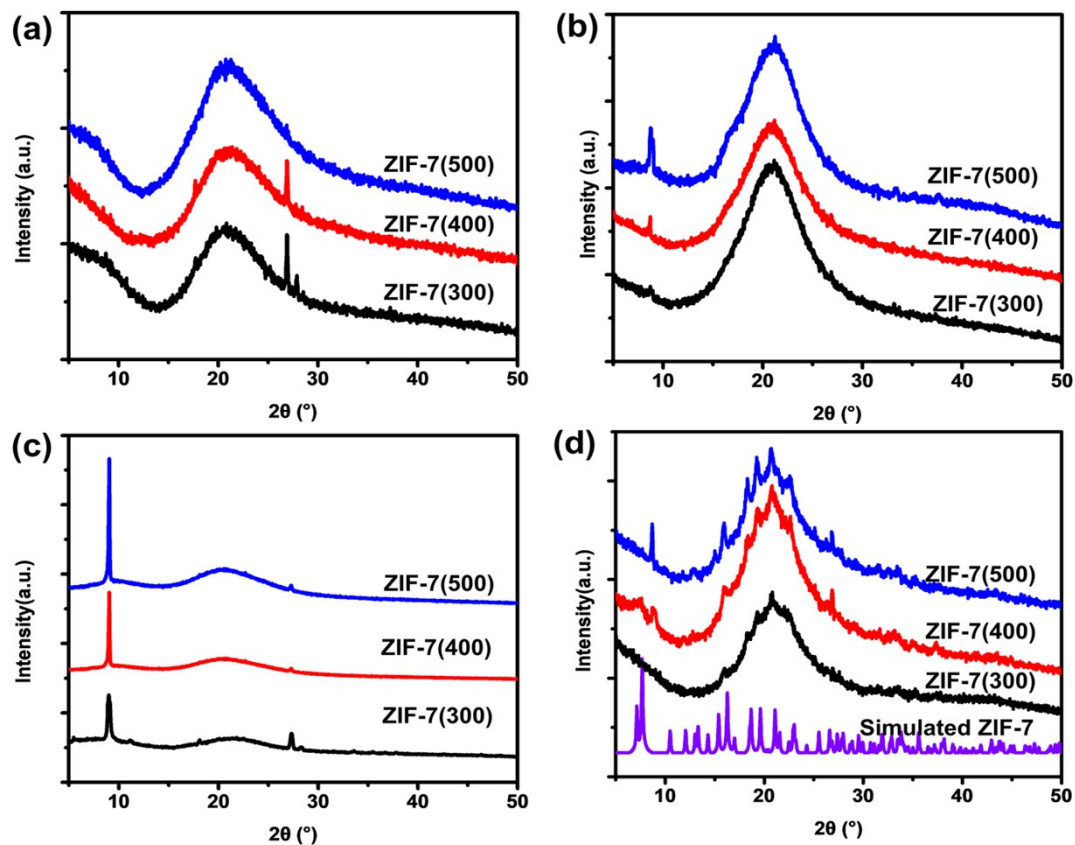 (a)
ZIF-7(500)
ZIF-7(400)
ZIF-7(300)
Intensity (a.u.)
10 20 30 40 50
2θ (°)
(b)
ZIF-7(500)
ZIF-7(400)
ZIF-7(300)
Intensity (a.u.)
10 20 30 40 50
2θ (°)
(c)
ZIF-7(500)
ZIF-7(400)
ZIF-7(300)
Intensity(a.u.)
10 20 30 40 50
2θ (°)
(d)
ZIF-7(500)
ZIF-7(400)
ZIF-7(300)
Simulated ZIF-7
Intensity(a.u.)
10 20 30 40 50
2θ (°)